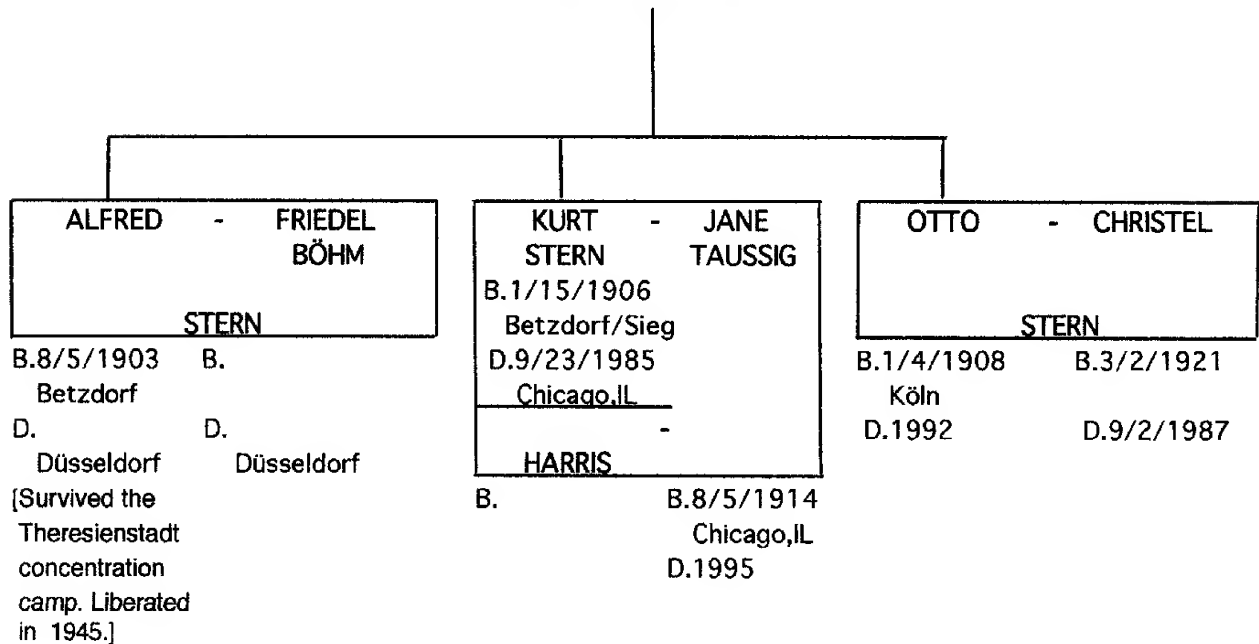 ALFRED - FRIEDEL
BÖHM
STERN
B.8/5/1903 B.
Betzdorf
D. D.
Düsseldorf Düsseldorf
[Survived the
Theresienstadt
concentration
camp. Liberated
in 1945.]
KURT - JANE
STERN TAUSSIG
B.1/15/1906
Betzdorf/Sieg
D.9/23/1985
Chicago,IL
-
HARRIS
B. B.8/5/1914
Chicago,IL
D.1995
OTTO - CHRISTEL
STERN
B.1/4/1908 B.3/2/1921
Köln
D.1992 D.9/2/1987